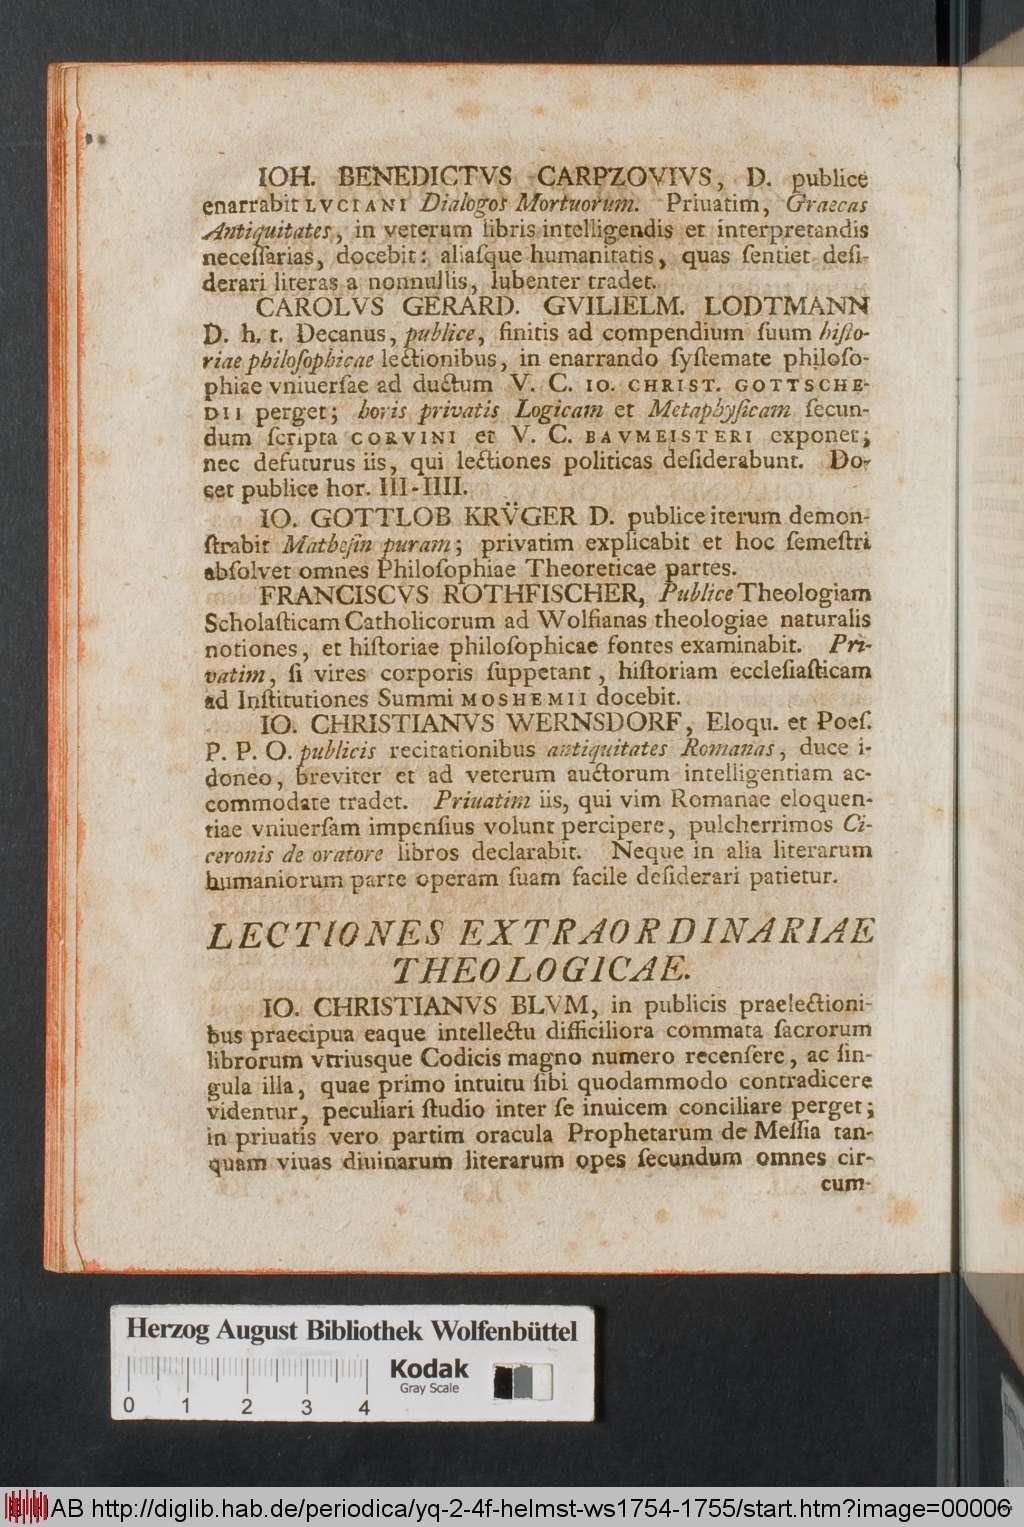 IOH. BENEDICTVS CARPZOVIVS, D. publice
enarrabit LVCIANI Dialogos Mortuorum. Priuatim, Graecas
Antiquitates, in veterum libris intelligendis et interpretandis
neceſſarias, docebit: aliaſque humanitatis, quas ſentiet deſi-
derari literas a nonnullis, lubenter tradet.
CAROLVS GERARD. GVILIELM. LODTMANN
D. h. t. Decanus, publice, finitis ad compendium ſuum hiſto-
riae philoſophicae lectionibus, in enarrando ſyſtemate philoſo-
phiae vniuerſae ad ductum V. C. IO. CHRIST. GOTTSCHE-
DII perget; horis privatis Logicam et Metaphyſicam ſecun-
dum ſcripta CORVINI et V. C. BAVMEISTERI exponet;
nec defuturus iis, qui lectiones politicas deſiderabunt. Do-
cet publice hor. III-IIII.
IO. GOTTLOB KRV̈GER D. publice iterum demon-
ſtrabit Matheſin puram; privatim explicabit et hoc ſemeſtri
abſolvet omnes Philoſophiae Theoreticae partes.
FRANCISCVS ROTHFISCHER, Publice Theologiam
Scholaſticam Catholicorum ad Wolfianas theologiae naturalis
notiones, et hiſtoriae philoſophicae fontes examinabit. Pri-
vatim, ſi vires corporis ſuppetant, hiſtoriam eccleſiaſticam
ad Inſtitutiones Summi MOSHEMII docebit.
IO. CHRISTIANVS WERNSDORF, Eloqu. et Poeſ.
P. P. O. publicis recitationibus antiquitates Romanas, duce i-
doneo, breviter et ad veterum auctorum intelligentiam ac-
commodate tradet. Priuatim iis, qui vim Romanae eloquen-
tiae vniuerſam impenſius volunt percipere, pulcherrimos Ci-
ceronis de oratore libros declarabit. Neque in alia literarum
humaniorum parte operam ſuam facile deſiderari patietur.
LECTIONES EXTRAORDINARIAE
THEOLOGICAE.
IO. CHRISTIANVS BLVM, in publicis praelectioni-
bus praecipua eaque intellectu difficiliora commata ſacrorum
librorum vtriusque Codicis magno numero recenſere, ac ſin-
gula illa, quae primo intuitu ſibi quodammodo contradicere
videntur, peculiari ſtudio inter ſe inuicem conciliare perget;
in priuatis vero partim oracula Prophetarum de Meſſia tan-
quam viuas diuinarum literarum opes ſecundum omnes cir-
cum-
Herzog August Bibliothek Wolfenbüttel
Kodak
Gray Scale
0 1 2 3 4
HAB http://diglib.hab.de/periodica/yq-2-4f-helmst-ws1754-1755/start.htm?image=00006